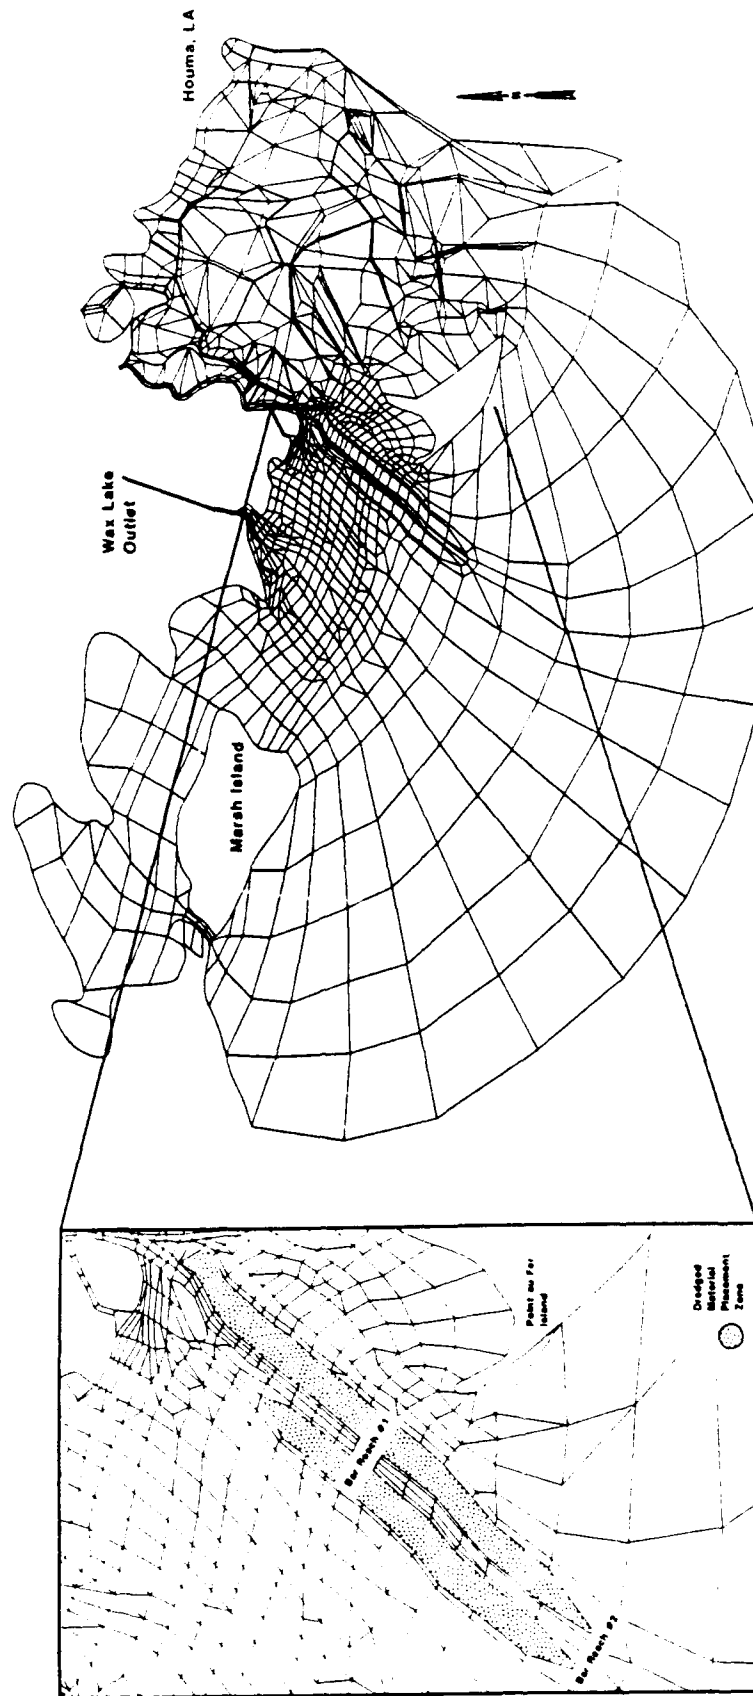 Houma, LA
N
Wax Lake
Outlet
Marsh Island
Point au Fer
Island
Dredged
Material
Placement
Zone
Bar Reach #1
Bar Reach #2